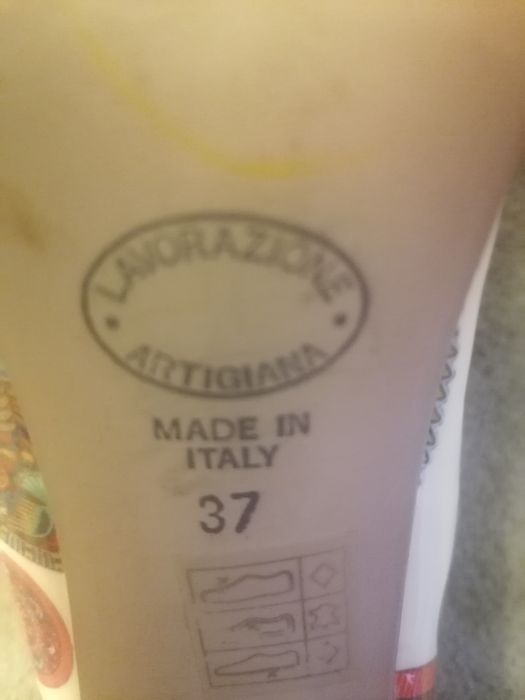 LAVORAZIONE
ARTIGIANA
MADE IN
ITALY
37